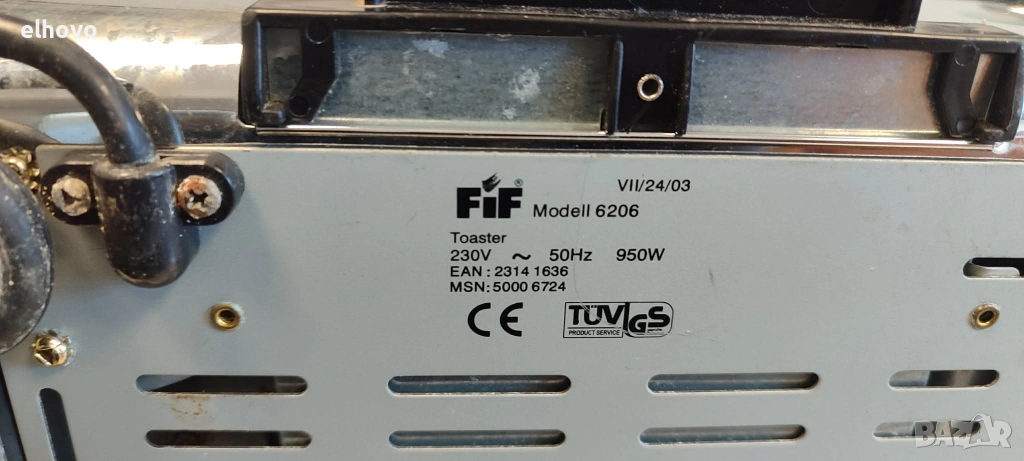 elhovo
FiF®
VII/24/03
Modell 6206
Toaster
230V ~ 50Hz 950W
EAN : 2314 1636
MSN: 5000 6724
CE
TÜV GS
PRODUCT SERVICE
BAZAR